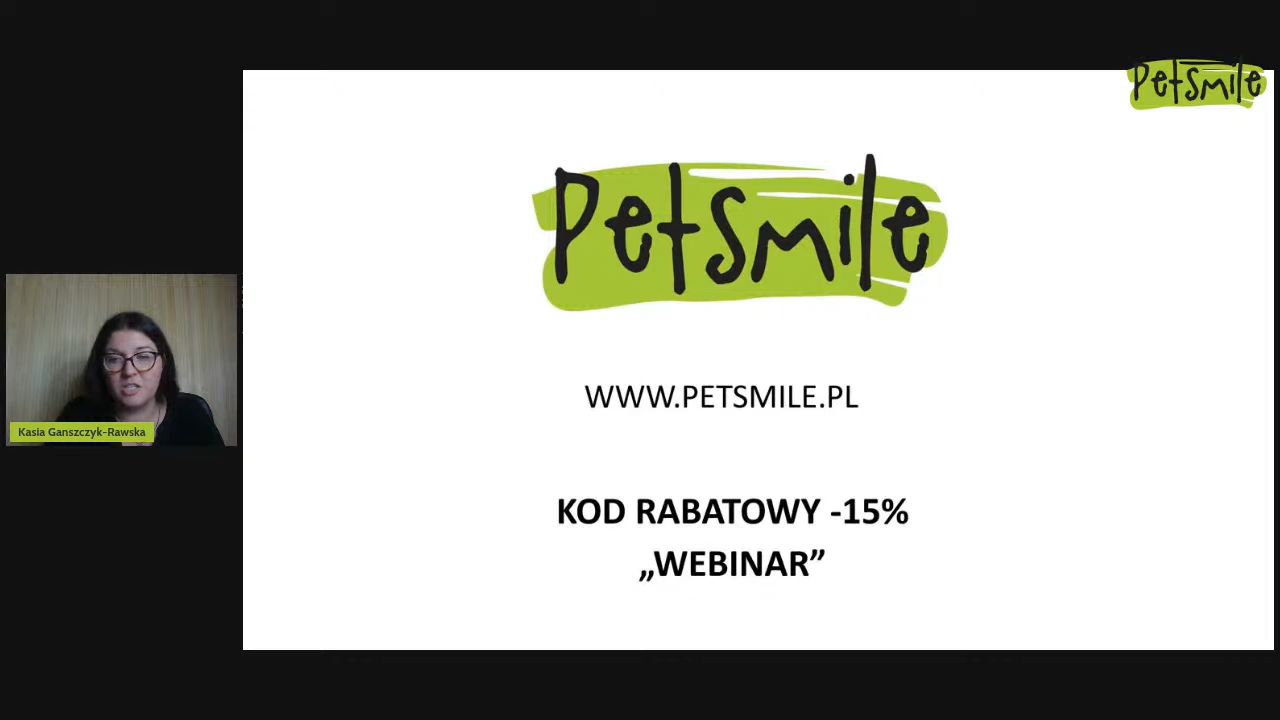 PetSmile
PetSmile
WWW.PETSMILE.PL
Kasia Ganszczyk-Rawska
KOD RABATOWY -15%
„WEBINAR”